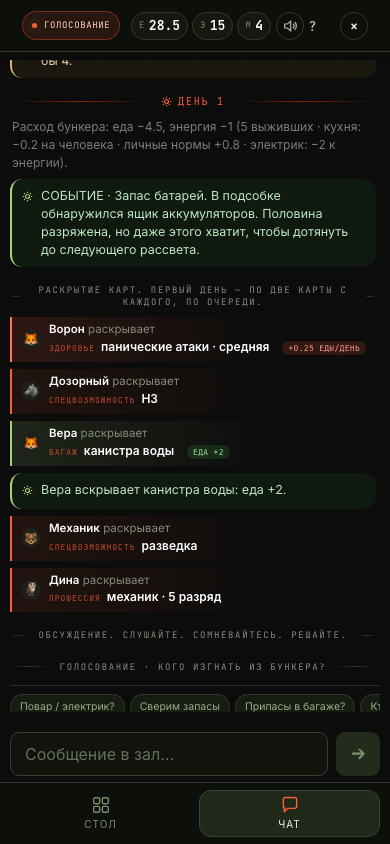 ГОЛОСОВАНИЕ
Е 28.5
Э 15
М 4
?
×
бы 4.
ДЕНЬ 1
Расход бункера: еда −4.5, энергия −1 (5 выживших · кухня:
−0.2 на человека · личные нормы +0.8 · электрик: −2 к
энергии).
СОБЫТИЕ · Запас батарей. В подсобке
обнаружился ящик аккумуляторов. Половина
разряжена, но даже этого хватит, чтобы дотянуть
до следующего рассвета.
РАСКРЫТИЕ КАРТ. ПЕРВЫЙ ДЕНЬ — ПО ДВЕ КАРТЫ С
КАЖДОГО, ПО ОЧЕРЕДИ.
Ворон раскрывает
ЗДОРОВЬЕ панические атаки · средняя +0.25 ЕДЫ/ДЕНЬ
Дозорный раскрывает
СПЕЦВОЗМОЖНОСТЬ НЗ
Вера раскрывает
БАГАЖ канистра воды ЕДА +2
Вера вскрывает канистра воды: еда +2.
Механик раскрывает
СПЕЦВОЗМОЖНОСТЬ разведка
Дина раскрывает
ПРОФЕССИЯ механик · 5 разряд
ОБСУЖДЕНИЕ. СЛУШАЙТЕ. СОМНЕВАЙТЕСЬ. РЕШАЙТЕ.
ГОЛОСОВАНИЕ · КОГО ИЗГНАТЬ ИЗ БУНКЕРА?
Повар / электрик?
Сверим запасы
Припасы в багаже?
Сообщение в зал...
СТОЛ
ЧАТ